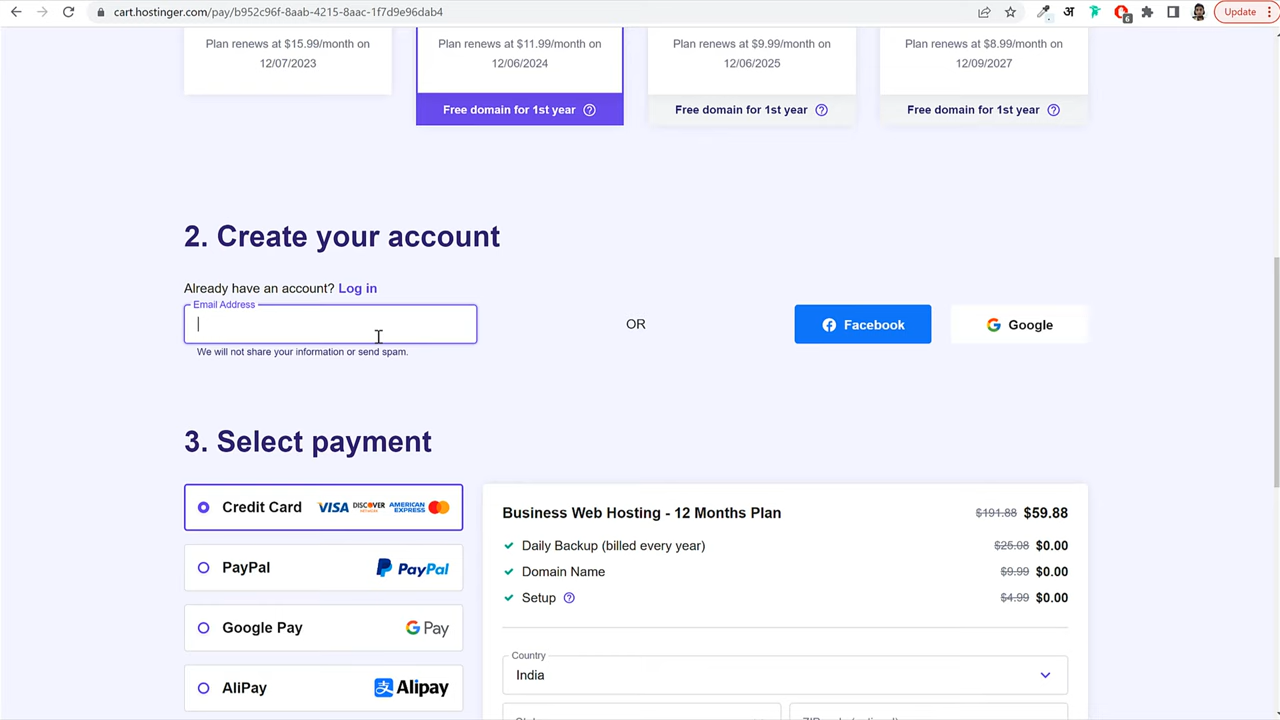 cart.hostinger.com/pay/b952c96f-8aab-4215-8aac-1f7d9e96dab4
अ
6
Update
Plan renews at $15.99/month on
12/07/2023
Plan renews at $11.99/month on
12/06/2024
Free domain for 1st year
Plan renews at $9.99/month on
12/06/2025
Free domain for 1st year
Plan renews at $8.99/month on
12/09/2027
Free domain for 1st year
2. Create your account
Already have an account? Log in
Email Address
We will not share your information or send spam.
OR
Facebook
Google
3. Select payment
Credit Card VISA DISCOVER AMERICAN EXPRESS
PayPal PayPal
Google Pay G Pay
AliPay Alipay
Business Web Hosting - 12 Months Plan $191.88 $59.88
Daily Backup (billed every year) $25.08 $0.00
Domain Name $9.99 $0.00
Setup $4.99 $0.00
Country
India